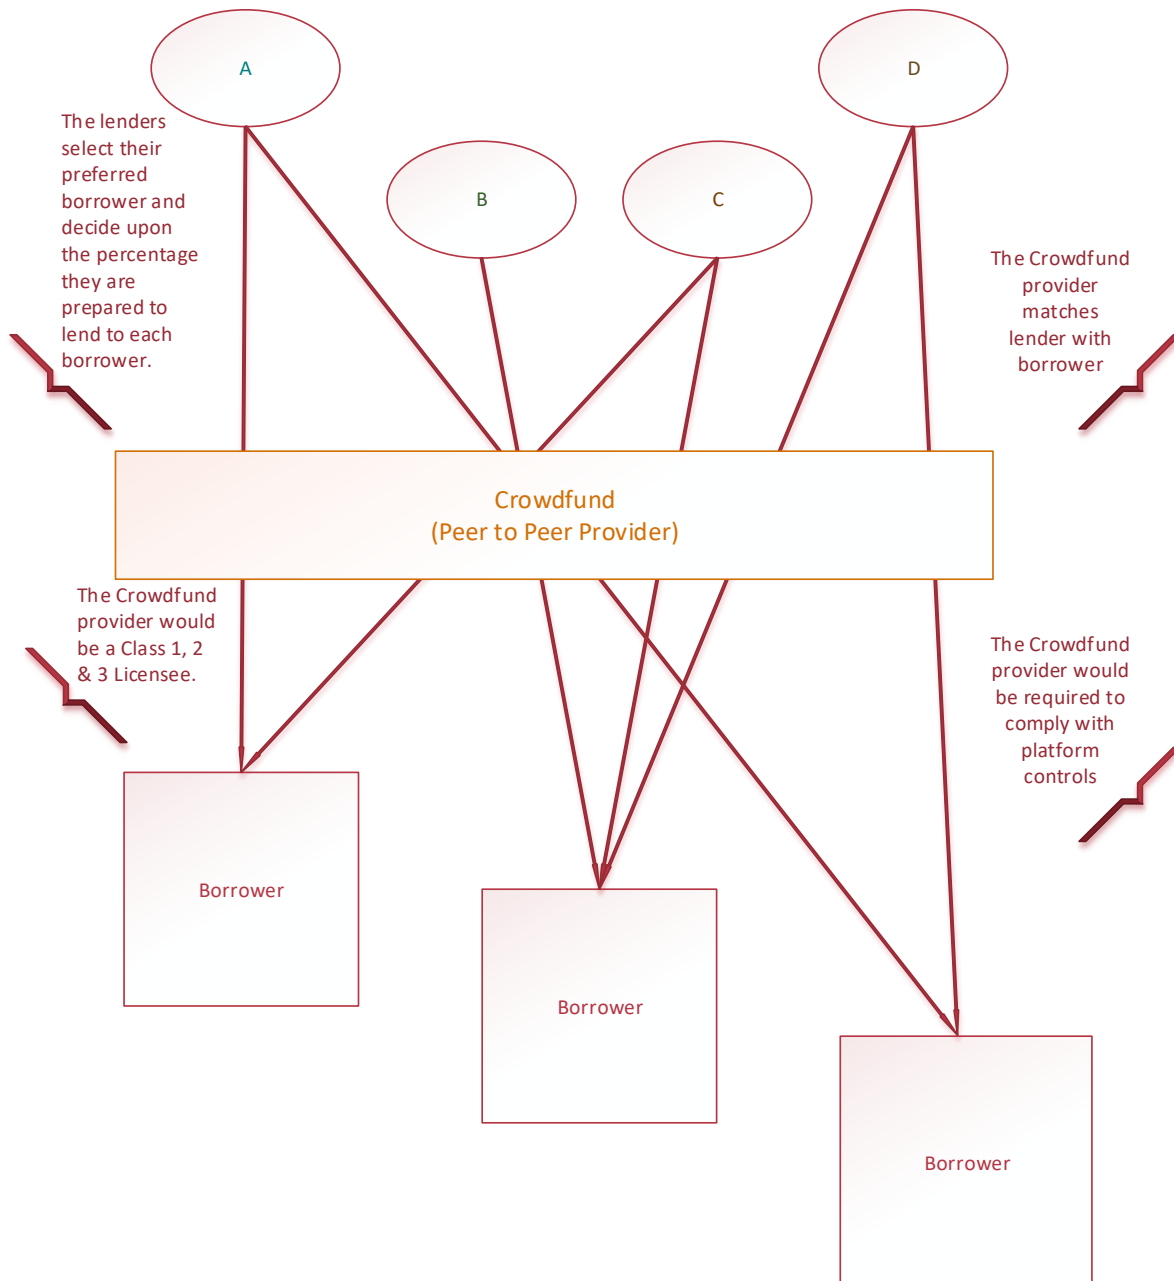 A
D
The lenders
select their
preferred
borrower and
decide upon
the percentage
they are
prepared to
lend to each
borrower.
B
C
The Crowdfund
provider
matches
lender with
borrower
Crowdfund
(Peer to Peer Provider)
The Crowdfund
provider would
be a Class 1, 2
& 3 Licensee.
The Crowdfund
provider would
be required to
comply with
platform
controls
Borrower
Borrower
Borrower